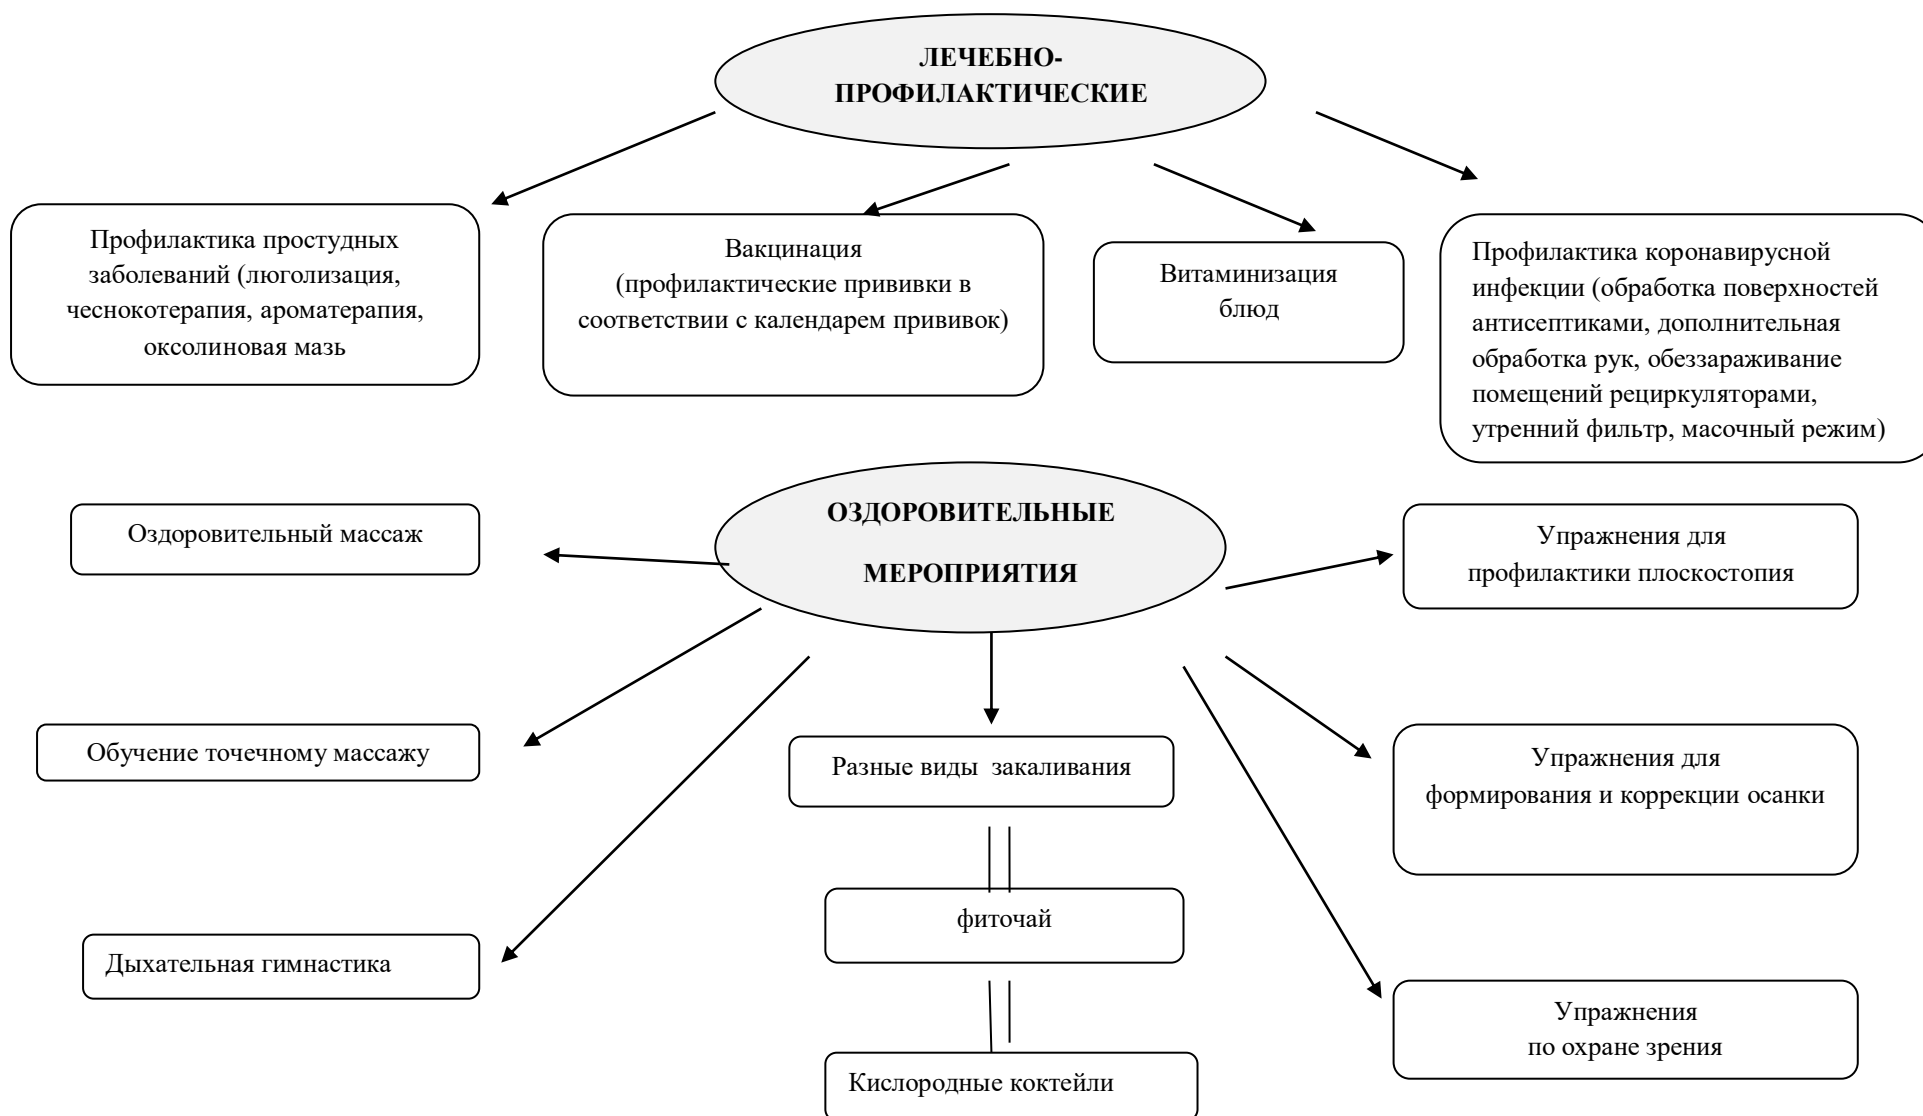 ЛЕЧЕБНО-
ПРОФИЛАКТИЧЕСКИЕ
Профилактика простудных
заболеваний (люголизация,
чеснокотерапия, ароматерапия,
оксолиновая мазь
Вакцинация
(профилактические прививки в
соответствии с календарем прививок)
Витаминизация
блюд
Профилактика коронавирусной
инфекции (обработка поверхностей
антисептиками, дополнительная
обработка рук, обеззараживание
помещений рециркуляторами,
утренний фильтр, масочный режим)
ОЗДОРОВИТЕЛЬНЫЕ
МЕРОПРИЯТИЯ
Оздоровительный массаж
Упражнения для
профилактики плоскостопия
Обучение точечному массажу
Разные виды  закаливания
Упражнения для
формирования и коррекции осанки
фиточай
Дыхательная гимнастика
Упражнения
по охране зрения
Кислородные коктейли